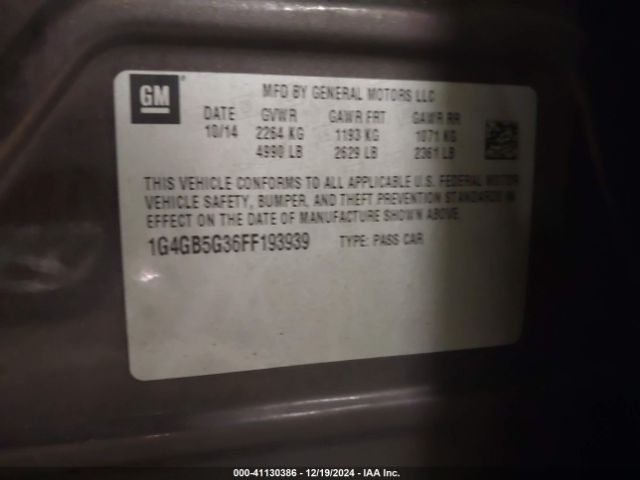 GM
MFD BY GENERAL MOTORS LLC
DATE GVWR GAWR FRT GAWR RR
10/14 2264 KG 1193 KG 1071 KG
4990 LB 2629 LB 2361 LB
THIS VEHICLE CONFORMS TO ALL APPLICABLE U.S. FEDERAL MOTOR
VEHICLE SAFETY, BUMPER, AND THEFT PREVENTION STANDARDS IN
EFFECT ON THE DATE OF MANUFACTURE SHOWN ABOVE.
1G4GB5G36FF193939 TYPE: PASS CAR
000-41130386 - 12/19/2024 - IAA Inc.